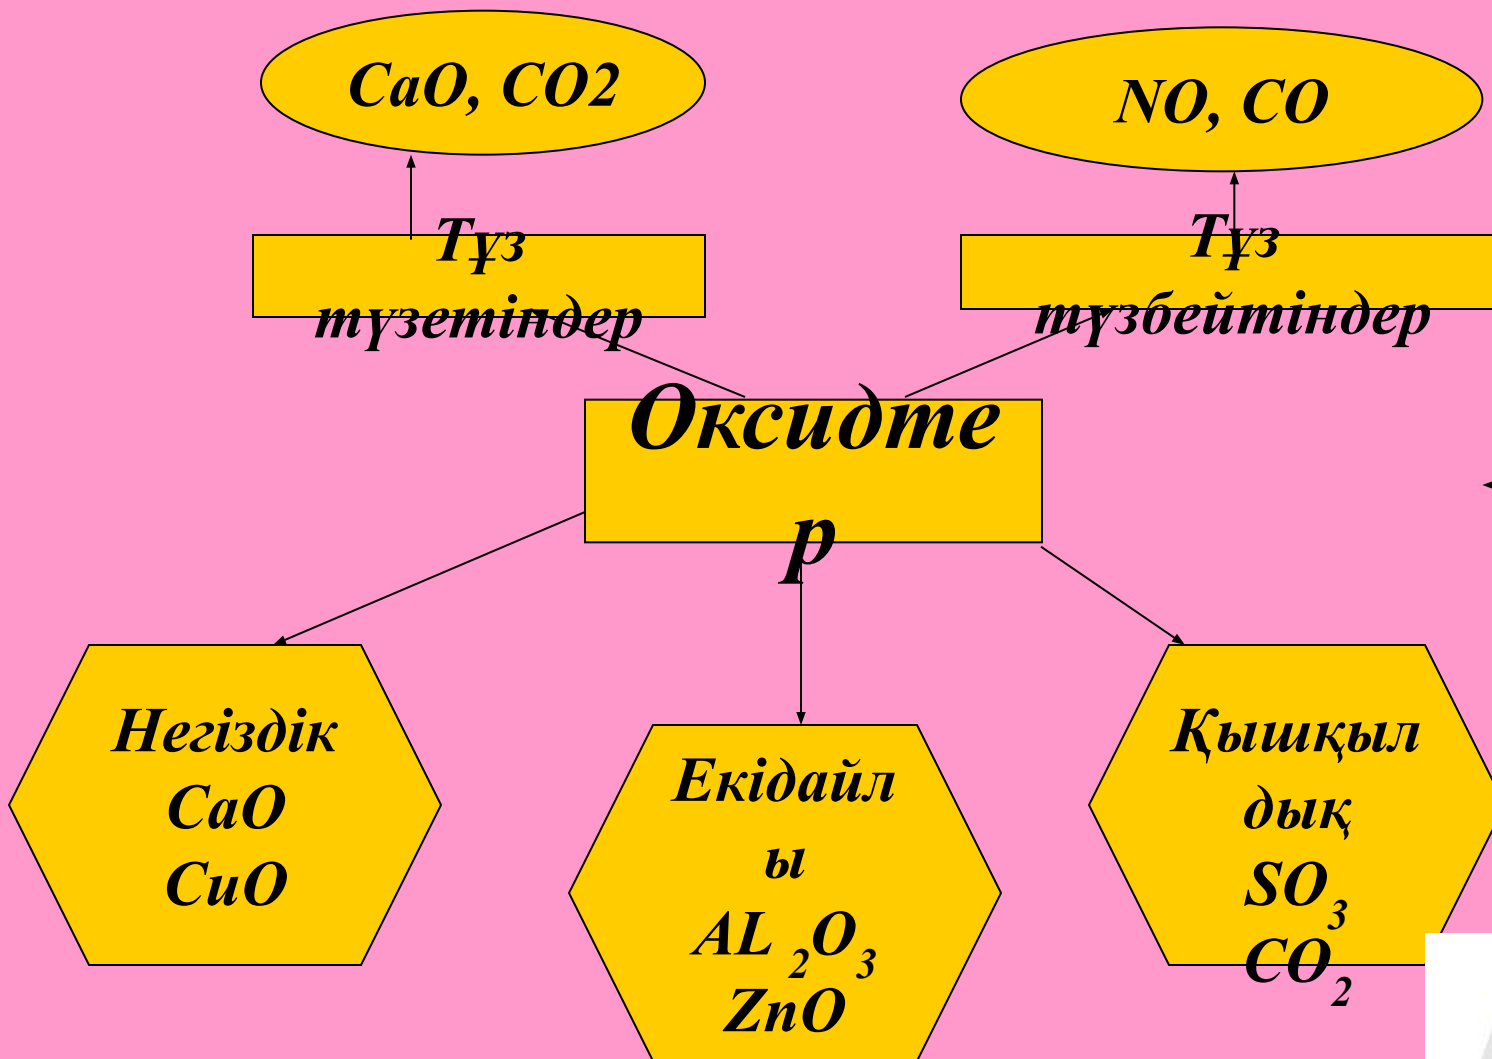 CaO, CO2
NO, CO
Тұз
түзетіндер
Тұз
түзбейтіндер
Оксидте
р
Негіздік
CaO
CuO
Екідайл
ы
AL ₂O₃
ZnO
Қышқыл
дық
SO₃
CO₂